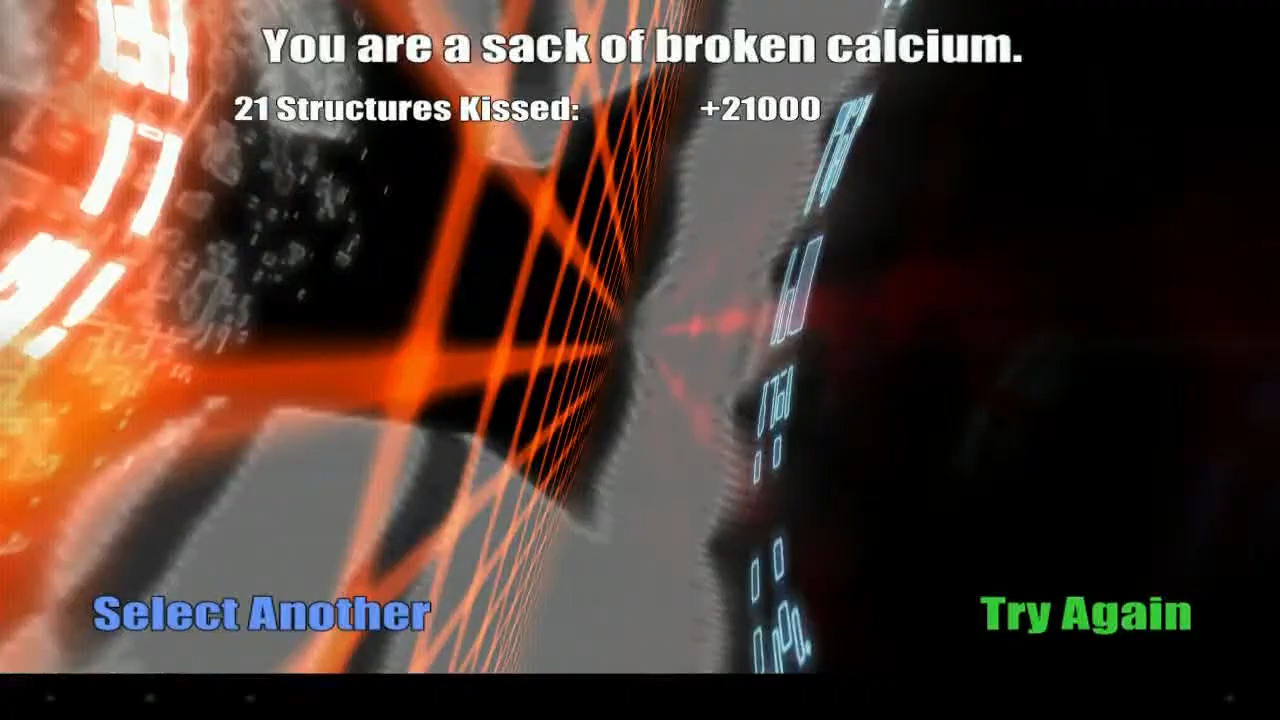 You are a sack of broken calcium.
21 Structures Kissed: +21000
Select Another
Try Again